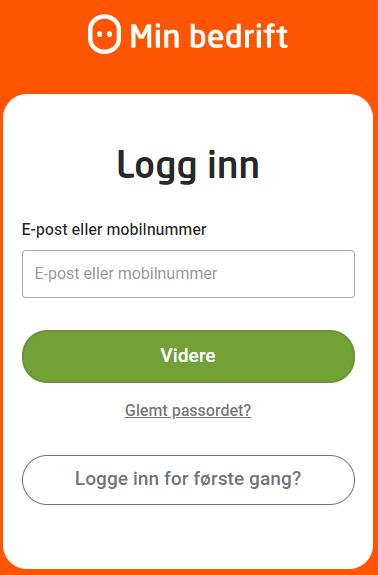 Min bedrift
Logg inn
E-post eller mobilnummer
E-post eller mobilnummer
Videre
Glemt passordet?
Logge inn for første gang?